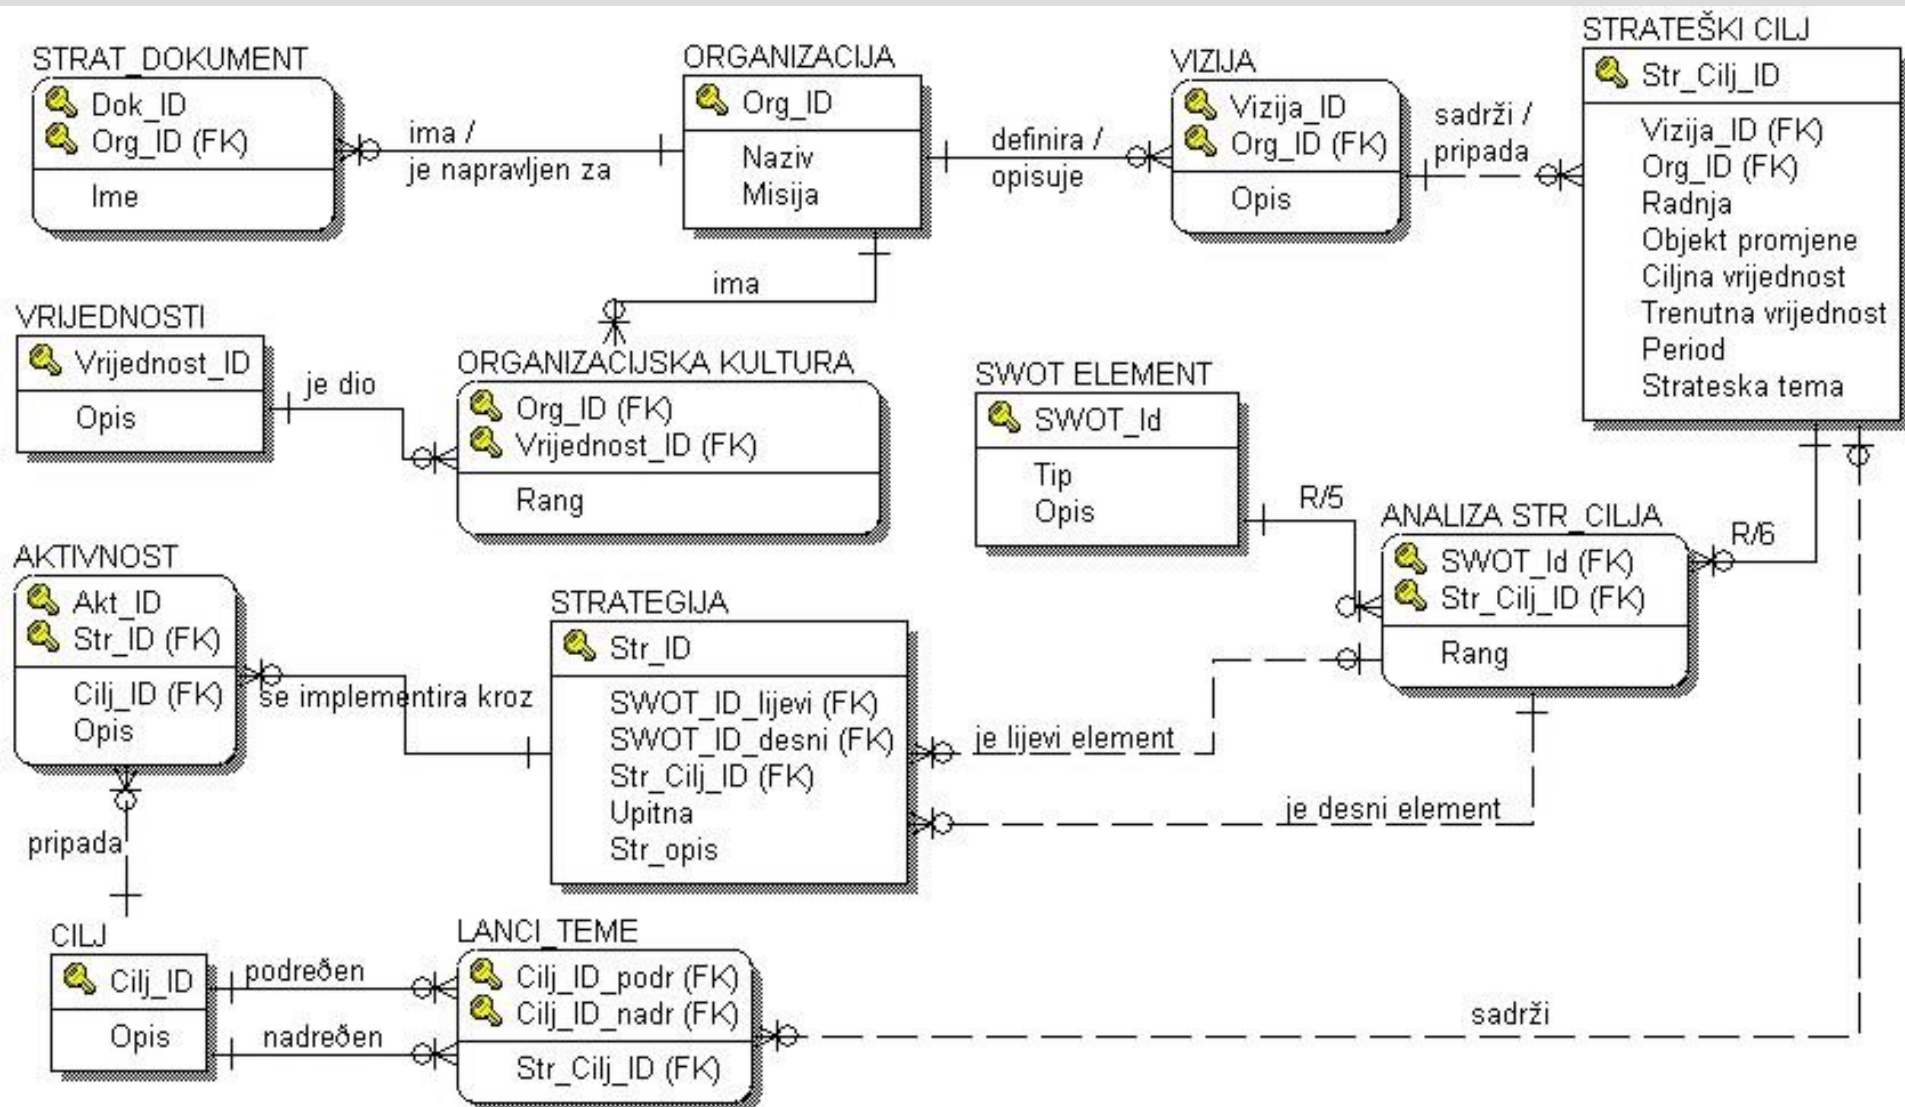 STRAT_DOKUMENT
Dok_ID
Org_ID (FK)
Ime
ima /
je napravljen za
ORGANIZACIJA
Org_ID
Naziv
Misija
definira /
opisuje
VIZIJA
Vizija_ID
Org_ID (FK)
Opis
sadrži /
pripada
STRATEŠKI CILJ
Str_Cilj_ID
Vizija_ID (FK)
Org_ID (FK)
Radnja
Objekt promjene
Ciljna vrijednost
Trenutna vrijednost
Period
Strateska tema
ima
VRIJEDNOSTI
Vrijednost_ID
Opis
je dio
ORGANIZACIJSKA KULTURA
Org_ID (FK)
Vrijednost_ID (FK)
Rang
SWOT ELEMENT
SWOT_Id
Tip
Opis
R/5
ANALIZA STR_CILJA
SWOT_Id (FK)
Str_Cilj_ID (FK)
Rang
R/6
AKTIVNOST
Akt_ID
Str_ID (FK)
Cilj_ID (FK)
Opis
se implementira kroz
STRATEGIJA
Str_ID
SWOT_ID_lijevi (FK)
SWOT_ID_desni (FK)
Str_Cilj_ID (FK)
Upitna
Str_opis
je lijevi element
je desni element
pripada
CILJ
Cilj_ID
Opis
podreðen
nadreðen
LANCI_TEME
Cilj_ID_podr (FK)
Cilj_ID_nadr (FK)
Str_Cilj_ID (FK)
sadrži